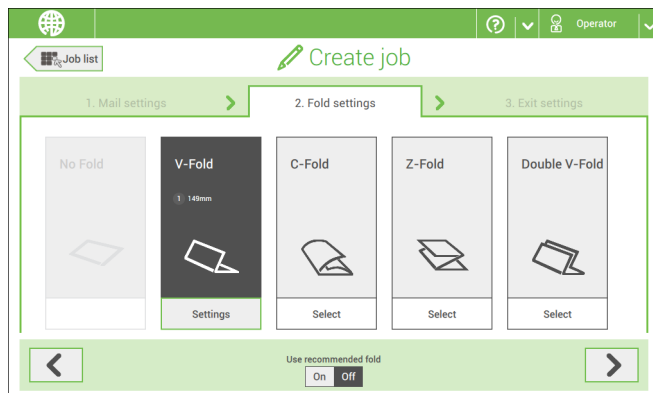 Operator
Job list
Create job
1. Mail settings
2. Fold settings
3. Exit settings
No Fold
V-Fold
C-Fold
Z-Fold
Double V-Fold
1 149mm
Settings
Select
Select
Select
Use recommended fold
On Off